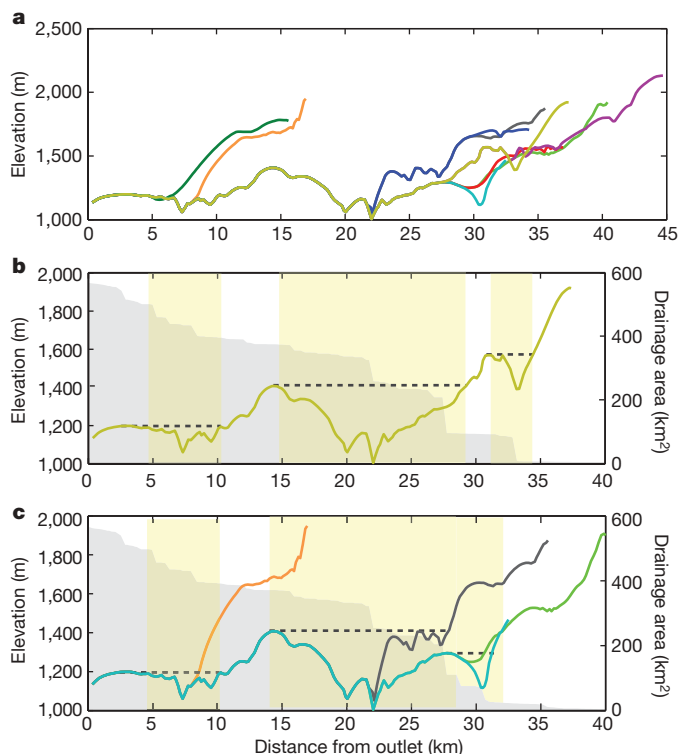 a
2,500
2,000
1,500
1,000
Elevation (m)
0 5 10 15 20 25 30 35 40 45
b
2,000 600
1,800
1,600 400
1,400
200
1,200
1,000 0
Elevation (m)
Drainage area (km2)
0 5 10 15 20 25 30 35 40
c
2,000 600
1,800
1,600 400
1,400
200
1,200
1,000 0
Elevation (m)
Drainage area (km2)
0 5 10 15 20 25 30 35 40
Distance from outlet (km)